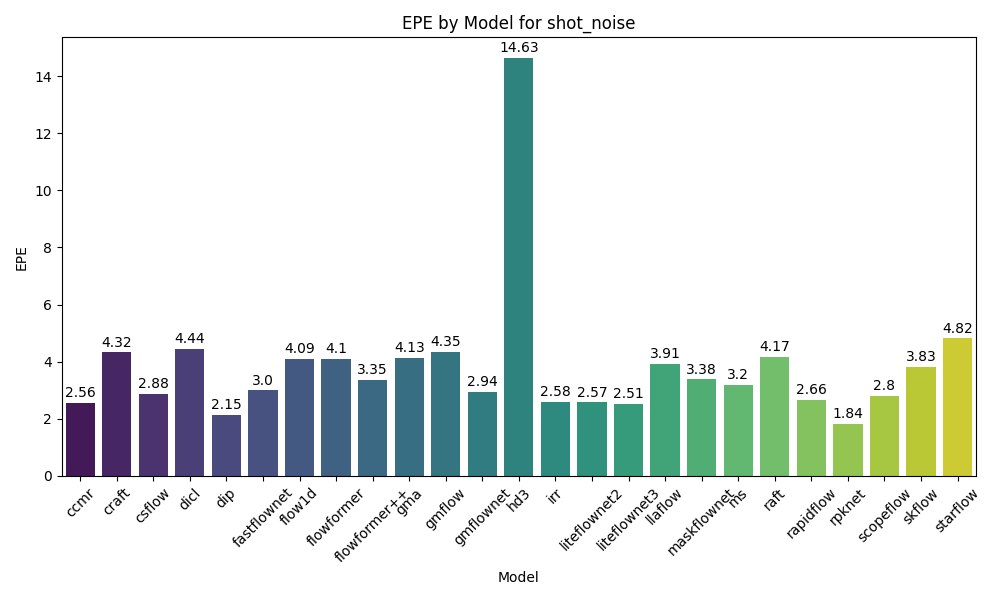 EPE by Model for shot_noise
EPE
14
12
10
8
6
4
2
0
2.56
4.32
2.88
4.44
2.15
3.0
4.09
4.1
3.35
4.13
4.35
2.94
14.63
2.58
2.57
2.51
3.91
3.38
3.2
4.17
2.66
1.84
2.8
3.83
4.82
ccmr
craft
csflow
dicl
dip
fastflownet
flow1d
flowformer
flowformer++
gma
gmflow
gmflownet
hd3
irr
liteflownet2
liteflownet3
llaflow
maskflownet
ms
raft
rapidflow
rpknet
scopeflow
skflow
starflow
Model